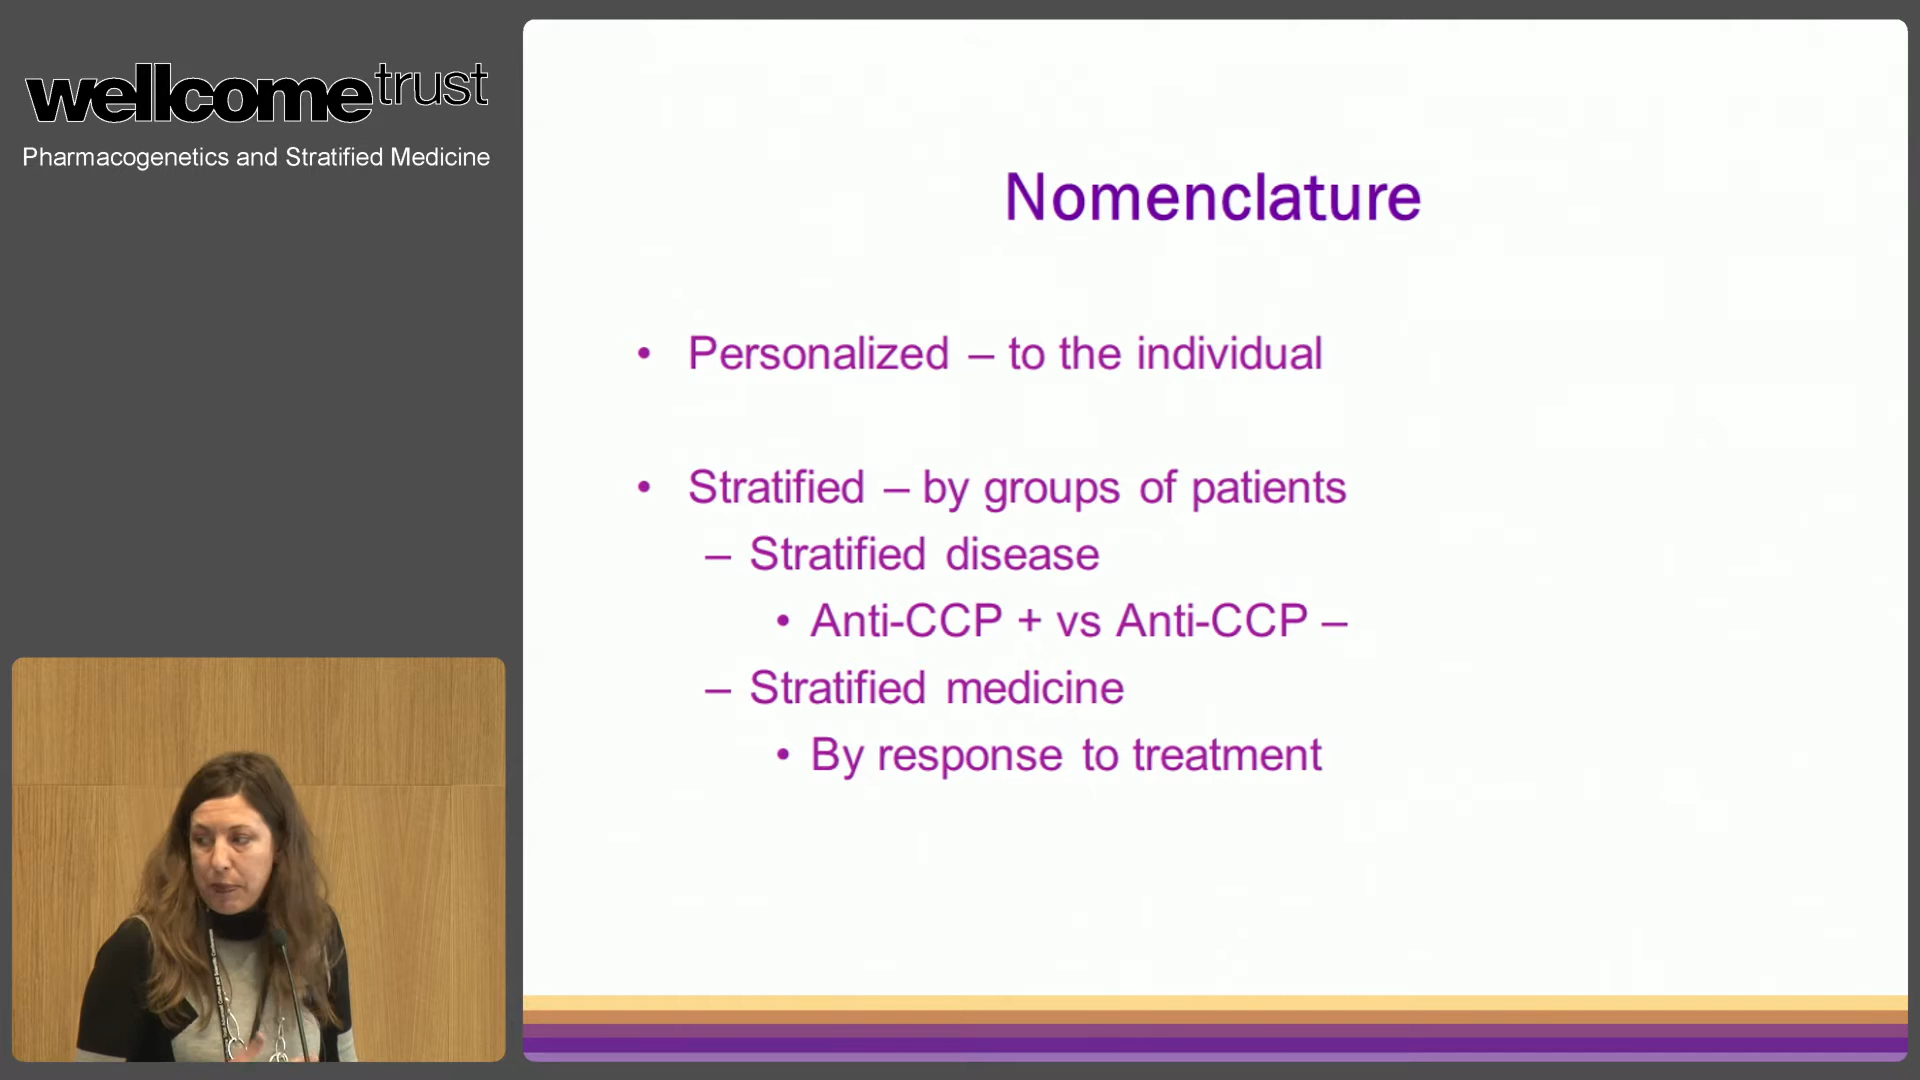 wellcometrust
Pharmacogenetics and Stratified Medicine
Nomenclature
• Personalized – to the individual
• Stratified – by groups of patients
– Stratified disease
• Anti-CCP + vs Anti-CCP –
– Stratified medicine
• By response to treatment